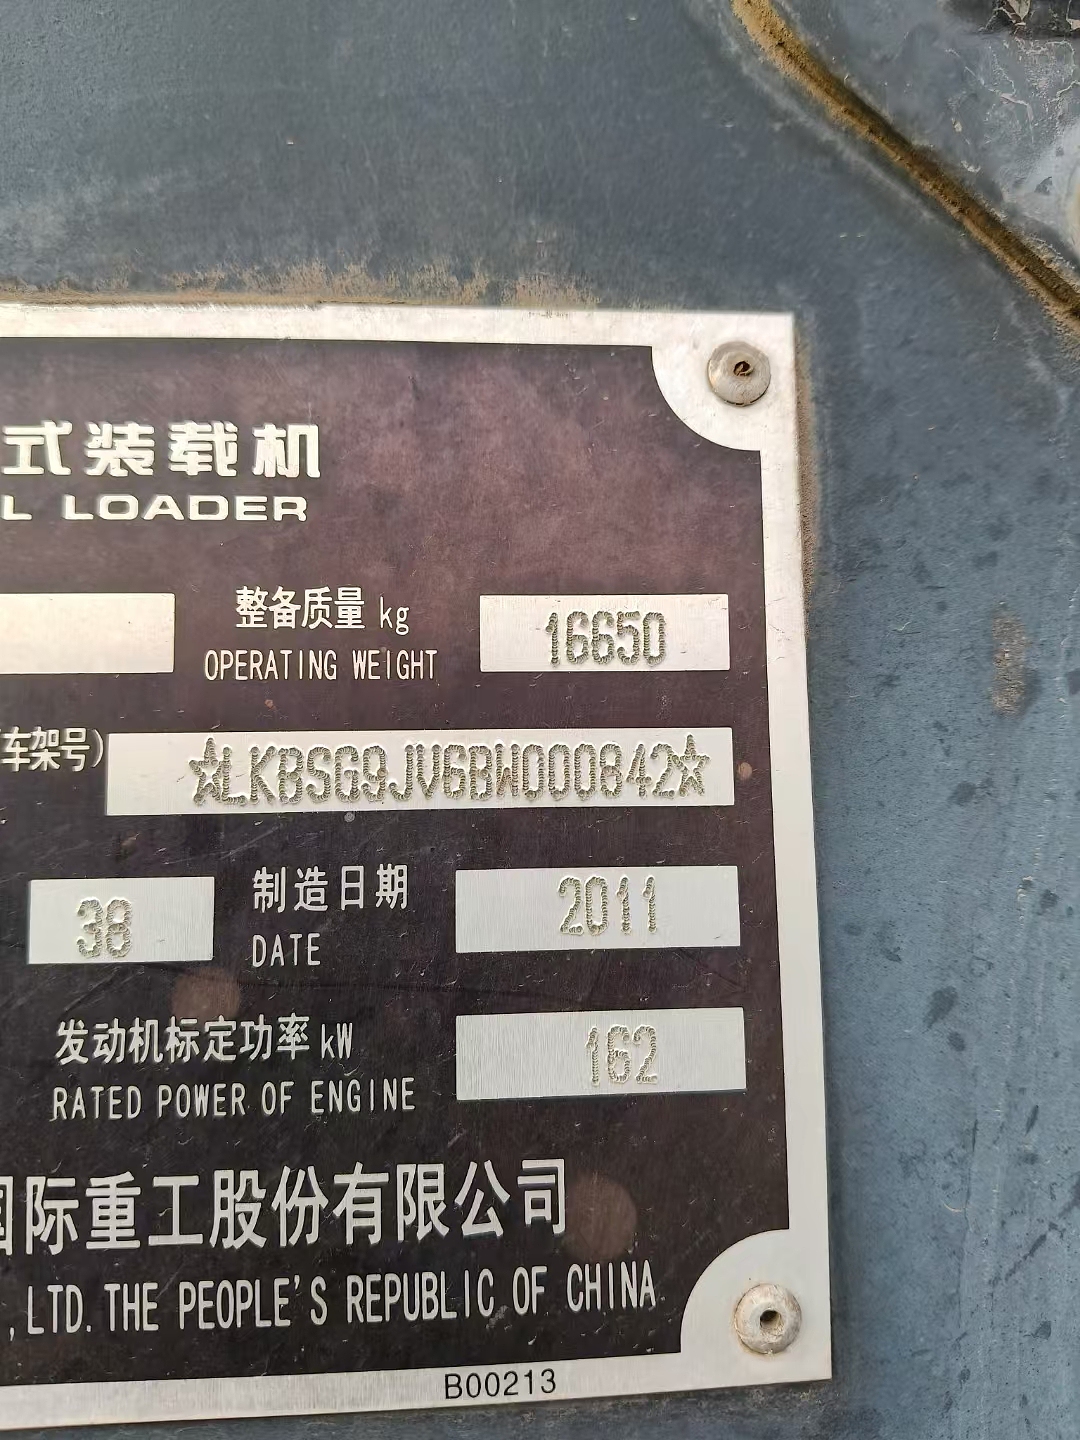 式装载机
L LOADER
整备质量 kg
OPERATING WEIGHT
16650
车架号)
☆LKBSG9JV6BW000842☆
38
制造日期
DATE
2011
发动机标定功率 kW
RATED POWER OF ENGINE
162
国际重工股份有限公司
,LTD. THE PEOPLE'S REPUBLIC OF CHINA
B00213